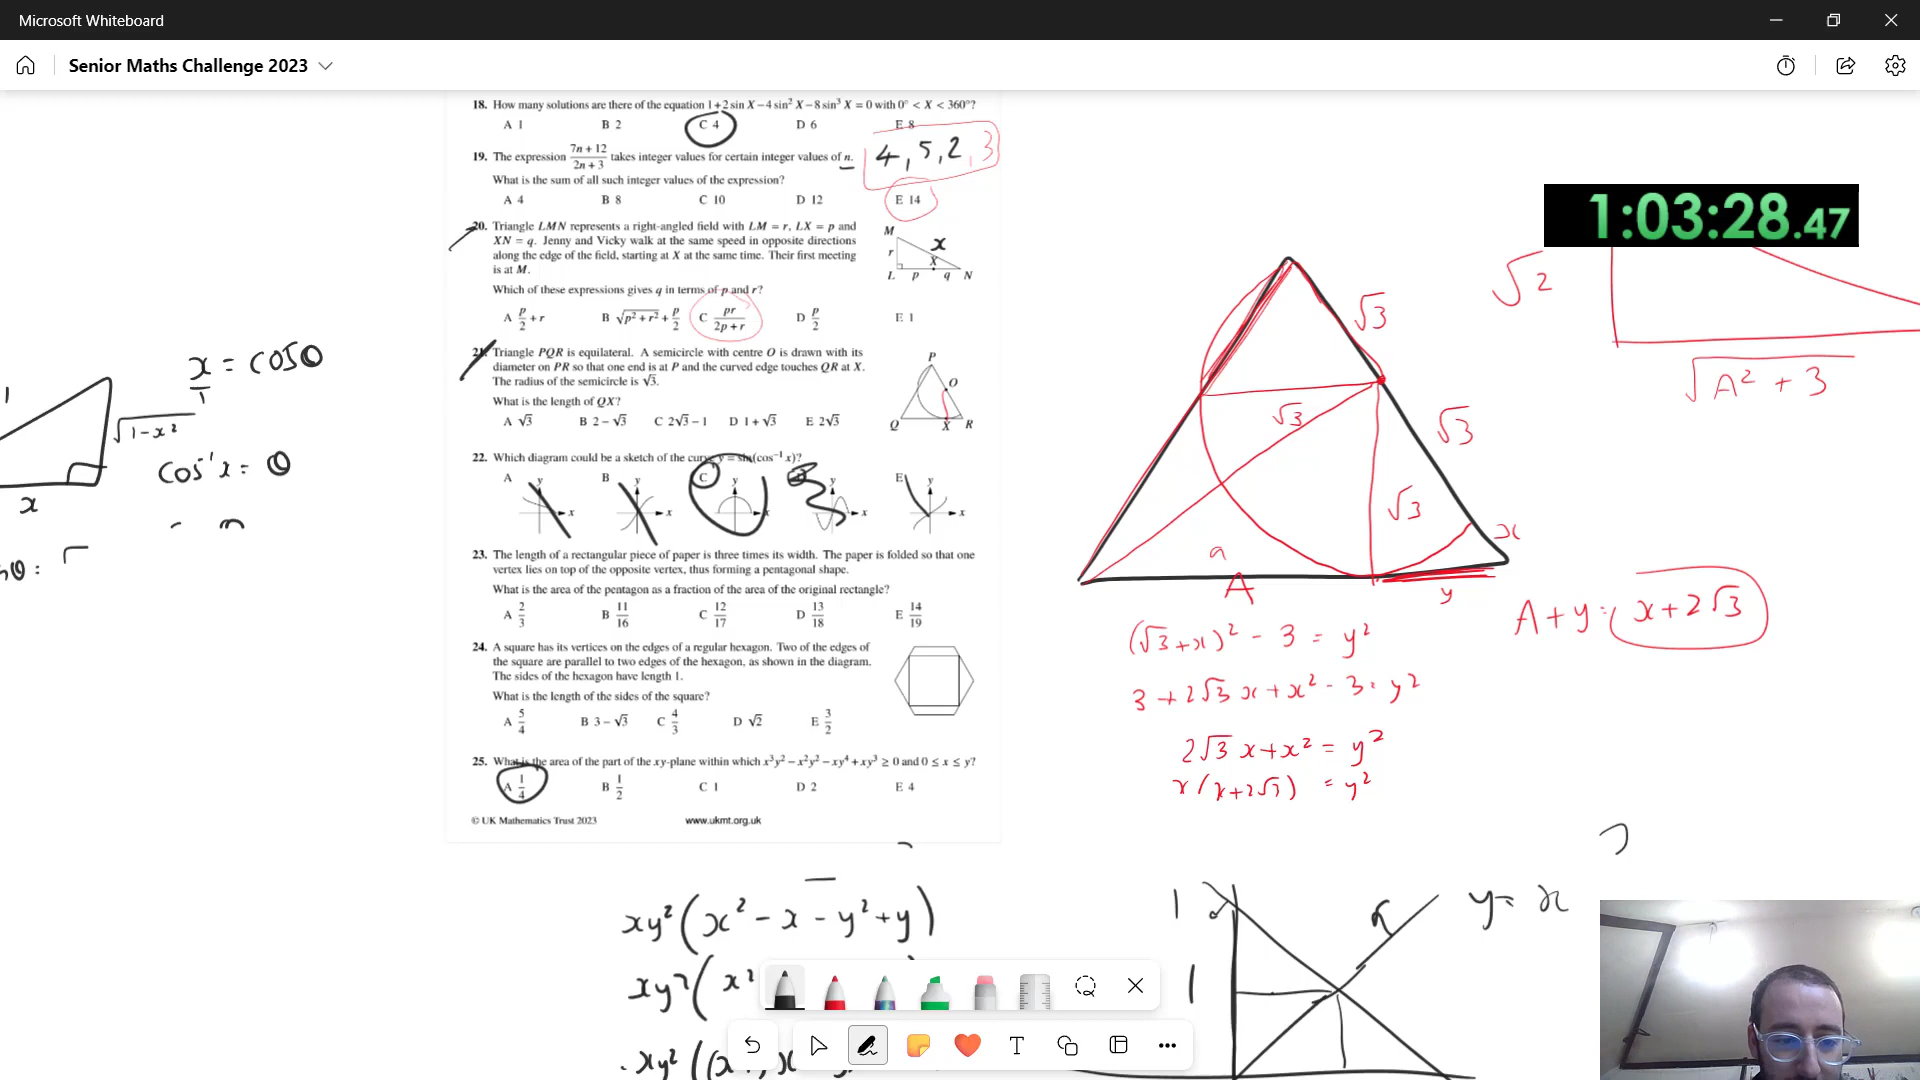 Microsoft Whiteboard
Senior Maths Challenge 2023
18. How many solutions are there of the equation 1 + 2 sin X − 4 sin² X − 8 sin³ X = 0 with 0° < X < 360°?
A 1 B 2 C 4 D 6 E 8
19. The expression (7n + 12)/(2n + 3) takes integer values for certain integer values of n.
4, 5, 2, 3
What is the sum of all such integer values of the expression?
A 4 B 8 C 10 D 12 E 14
20. Triangle LMN represents a right-angled field with LM = r, LX = p and
XN = q. Jenny and Vicky walk at the same speed in opposite directions
along the edge of the field, starting at X at the same time. Their first meeting
is at M.
Which of these expressions gives q in terms of p and r?
A p/2 + r B √(p² + r²) + p/2 C pr/(2p + r) D p/2 E 1
M
x
r
X
L p q N
21. Triangle PQR is equilateral. A semicircle with centre O is drawn with its
diameter on PR so that one end is at P and the curved edge touches QR at X.
The radius of the semicircle is √3.
What is the length of QX?
A √3 B 2 − √3 C 2√3 − 1 D 1 + √3 E 2√3
P
O
Q X R
22. Which diagram could be a sketch of the curve y = sin(cos⁻¹ x)?
A B C E
y y y y y
x x x x
23. The length of a rectangular piece of paper is three times its width. The paper is folded so that one
vertex lies on top of the opposite vertex, thus forming a pentagonal shape.
What is the area of the pentagon as a fraction of the area of the original rectangle?
A 2/3 B 11/16 C 12/17 D 13/18 E 14/19
24. A square has its vertices on the edges of a regular hexagon. Two of the edges of
the square are parallel to two edges of the hexagon, as shown in the diagram.
The sides of the hexagon have length 1.
What is the length of the sides of the square?
A 5/4 B 3 − √3 C 4/3 D √2 E 3/2
25. What is the area of the part of the xy-plane within which x³y² − x²y² − xy⁴ + xy³ ≥ 0 and 0 ≤ x ≤ y?
A 1/4 B 1/2 C 1 D 2 E 4
© UK Mathematics Trust 2023 www.ukmt.org.uk
1
x/1 = cosθ
√(1−x²)
cos⁻¹x = θ
x
1:03:28.47
√2
√(A² + 3)
√3
√3
√3
√3
x
a
A
y
A + y = x + 2√3
(√3 + x)² − 3 = y²
3 + 2√3 x + x² − 3 = y²
2√3 x + x² = y²
x(x + 2√3) = y²
xy²(x² − x − y² + y)
1
1
y = x